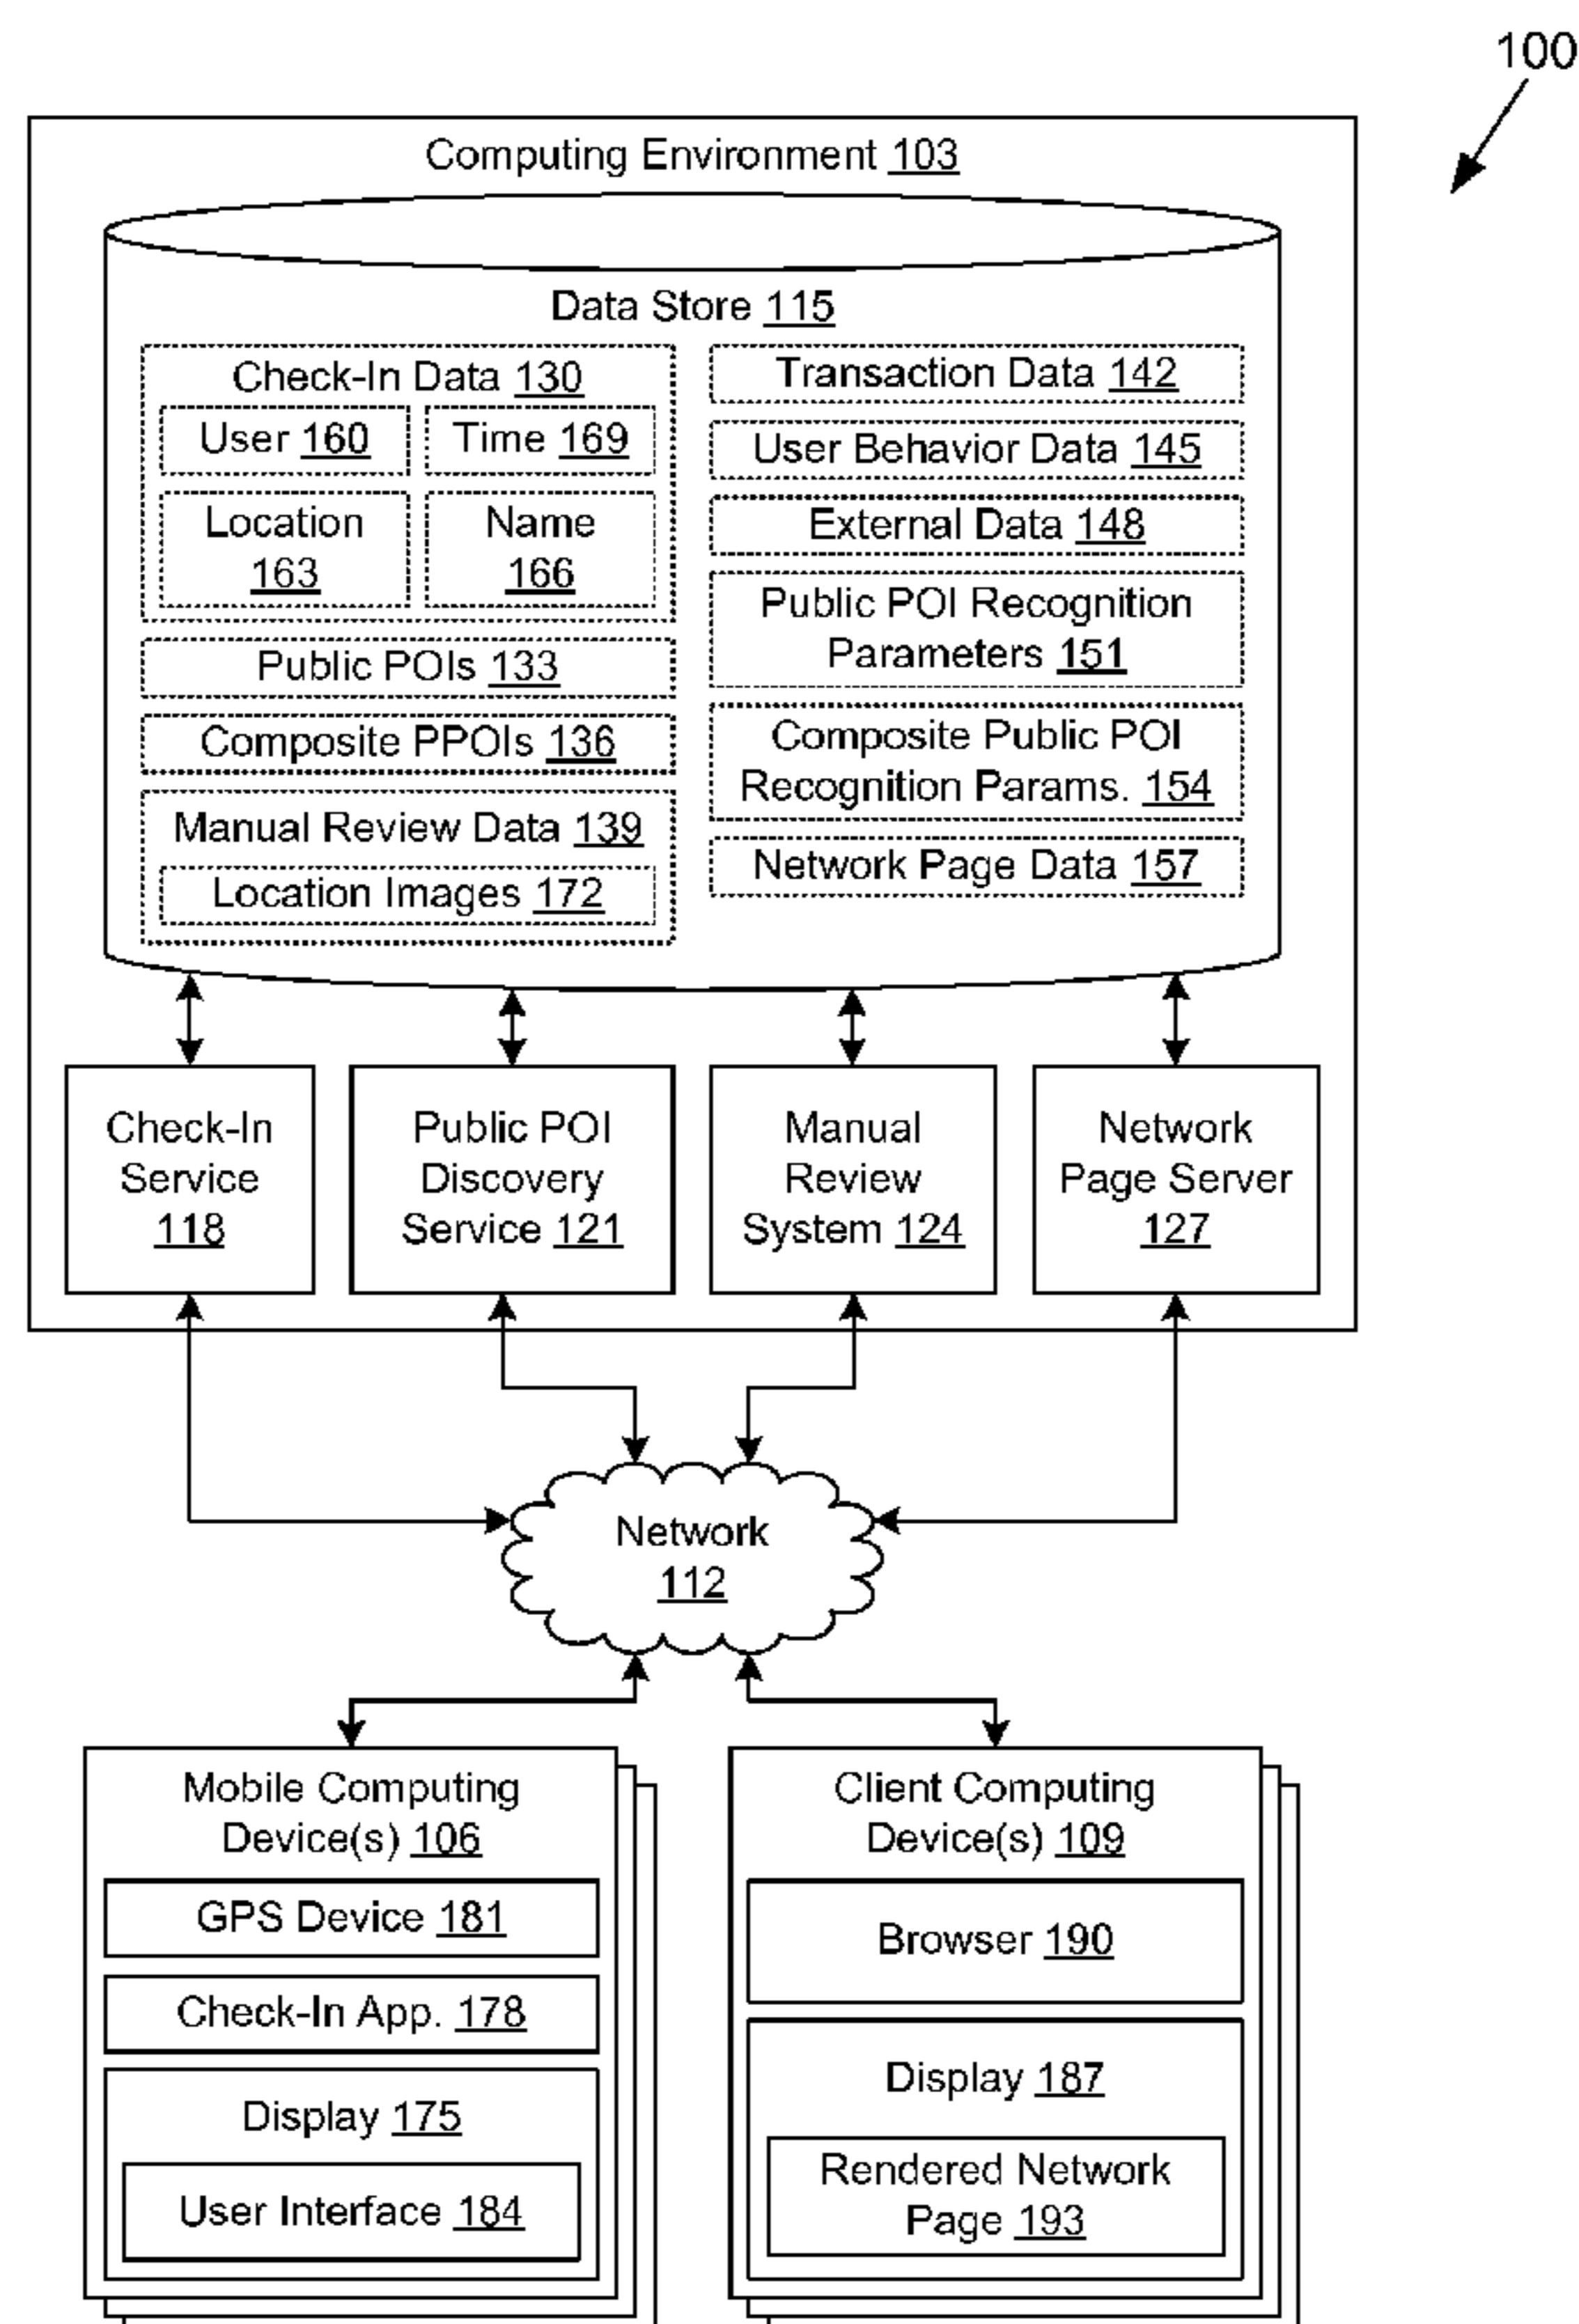 100
Computing Environment 103
Data Store 115
Check-In Data 130
User 160
Time 169
Location
163
Name
166
Public POIs 133
Composite PPOIs 136
Manual Review Data 139
Location Images 172
Transaction Data 142
User Behavior Data 145
External Data 148
Public POI Recognition
Parameters 151
Composite Public POI
Recognition Params. 154
Network Page Data 157
Check-In
Service
118
Public POI
Discovery
Service 121
Manual
Review
System 124
Network
Page Server
127
Network
112
Mobile Computing
Device(s) 106
GPS Device 181
Check-In App. 178
Display 175
User Interface 184
Client Computing
Device(s) 109
Browser 190
Display 187
Rendered Network
Page 193